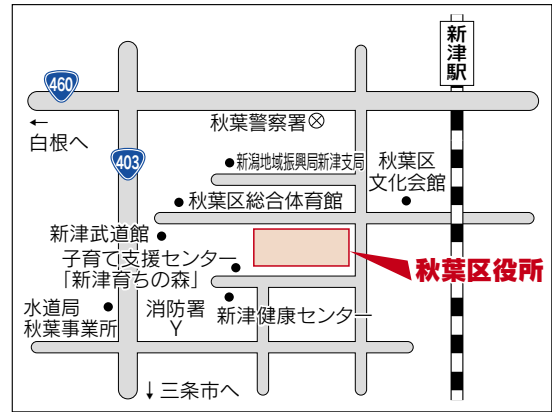 新津駅
460
←
白根へ
秋葉警察署
403
新潟地域振興局新津支局
秋葉区
文化会館
秋葉区総合体育館
新津武道館
子育て支援センター
「新津育ちの森」
秋葉区役所
水道局
秋葉事業所
消防署
Y
新津健康センター
↓三条市へ